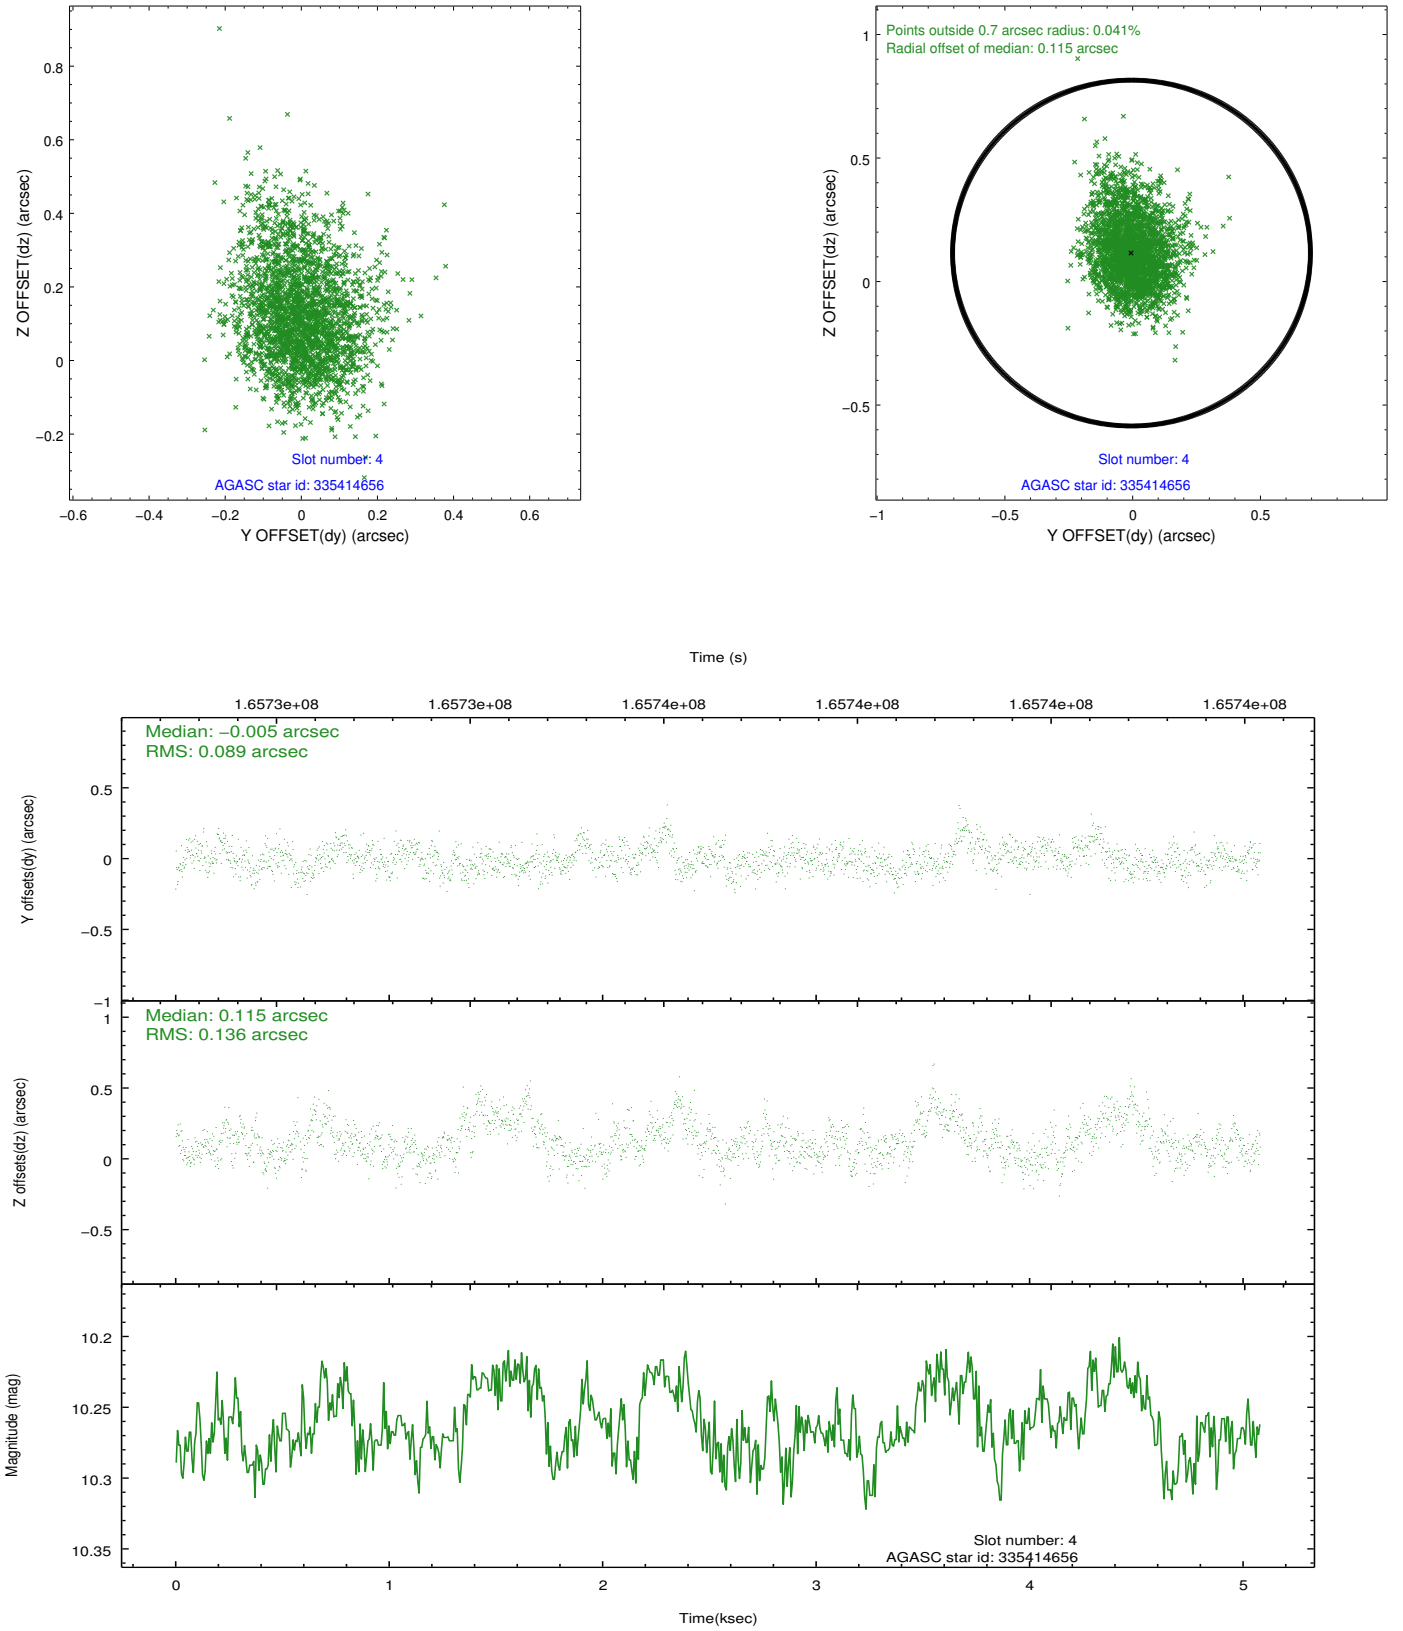 0.8
0.6
0.4
0.2
0
−0.2
Z OFFSET(dz) (arcsec)
Slot number: 4
AGASC star id: 335414656
−0.6 −0.4 −0.2 0 0.2 0.4 0.6
Y OFFSET(dy) (arcsec)
Points outside 0.7 arcsec radius: 0.041%
Radial offset of median: 0.115 arcsec
1
0.5
0
−0.5
Z OFFSET(dz) (arcsec)
Slot number: 4
AGASC star id: 335414656
−1 −0.5 0 0.5
Y OFFSET(dy) (arcsec)
Time (s)
1.6573e+08 1.6573e+08 1.6574e+08 1.6574e+08 1.6574e+08 1.6574e+08
Median: −0.005 arcsec
RMS: 0.089 arcsec
0.5
0
−0.5
−1
Y offsets(dy) (arcsec)
Median: 0.115 arcsec
RMS: 0.136 arcsec
1
0.5
0
−0.5
Z offsets(dz) (arcsec)
10.2
10.25
10.3
10.35
Magnitude (mag)
Slot number: 4
AGASC star id: 335414656
0 1 2 3 4 5
Time(ksec)